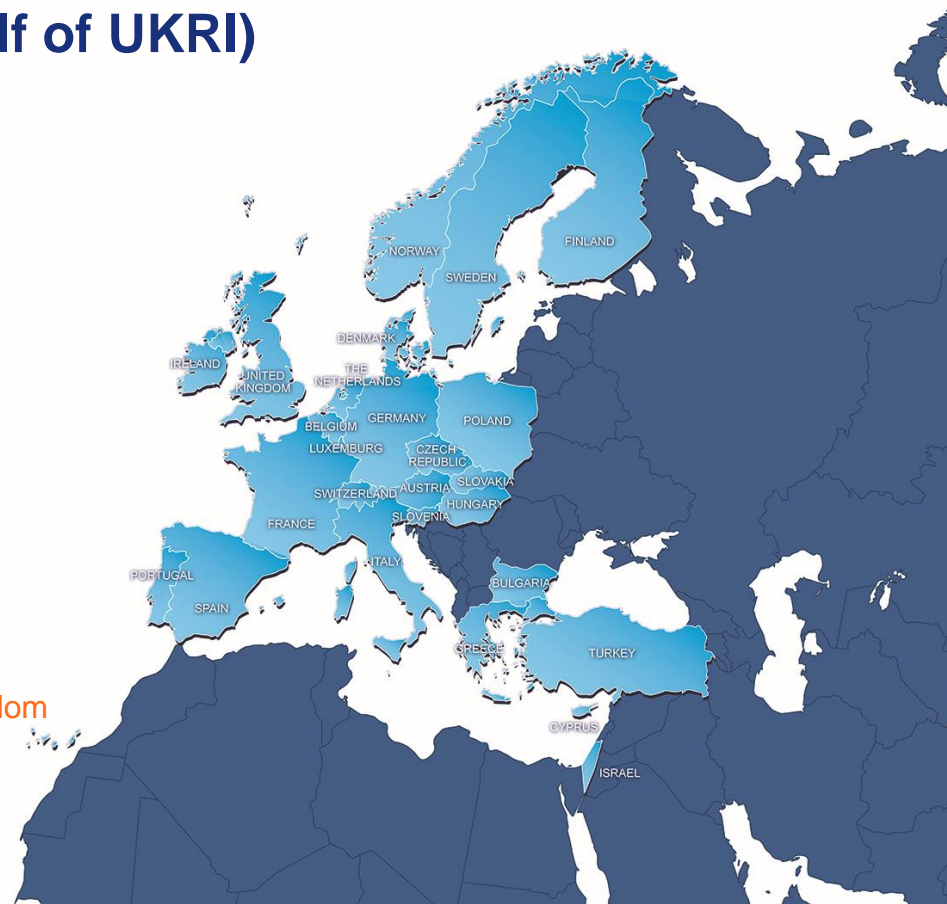 lf of UKRI)
NORWAY
FINLAND
SWEDEN
DENMARK
IRELAND
UNITED
KINGDOM
THE
NETHERLANDS
BELGIUM
GERMANY
POLAND
LUXEMBURG
CZECH
REPUBLIC
SWITZERLAND
AUSTRIA
SLOVAKIA
HUNGARY
SLOVENIA
FRANCE
ITALY
PORTUGAL
SPAIN
BULGARIA
GREECE
TURKEY
dom
CYPRUS
ISRAEL